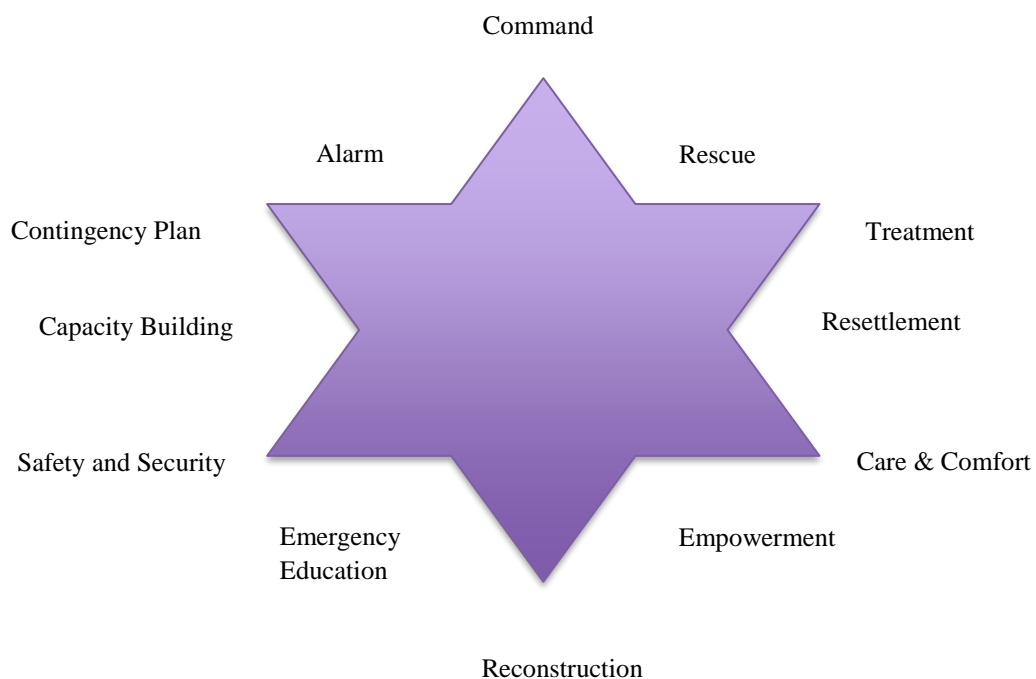 Command
Alarm
Rescue
Contingency Plan
Treatment
Capacity Building
Resettlement
Safety and Security
Care & Comfort
Emergency
Education
Empowerment
Reconstruction